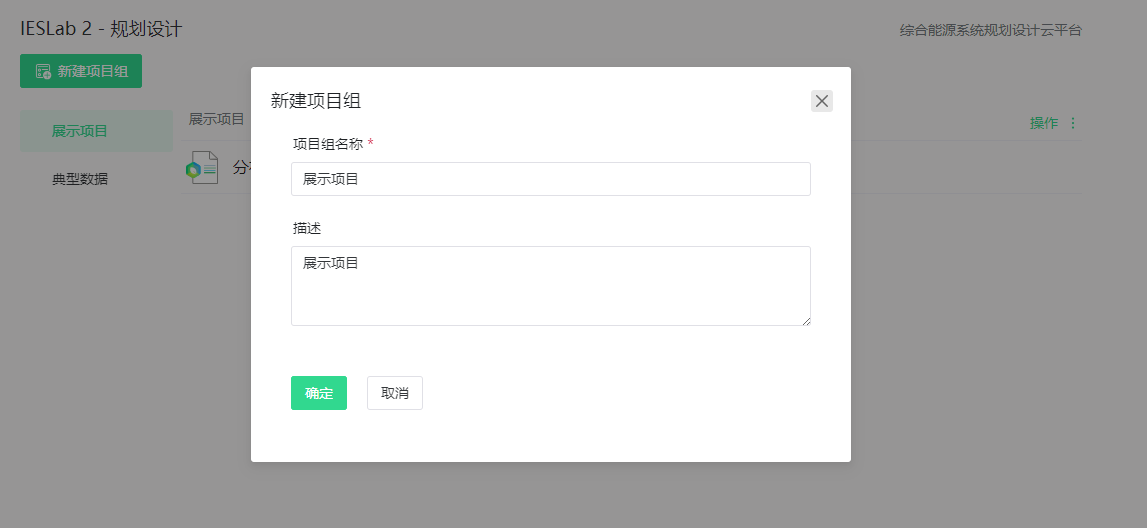 IESLab 2 - 规划设计
综合能源系统规划设计云平台
新建项目组
展示项目
典型数据
展示项目
操作
新建项目组
项目组名称 *
展示项目
描述
展示项目
确定
取消